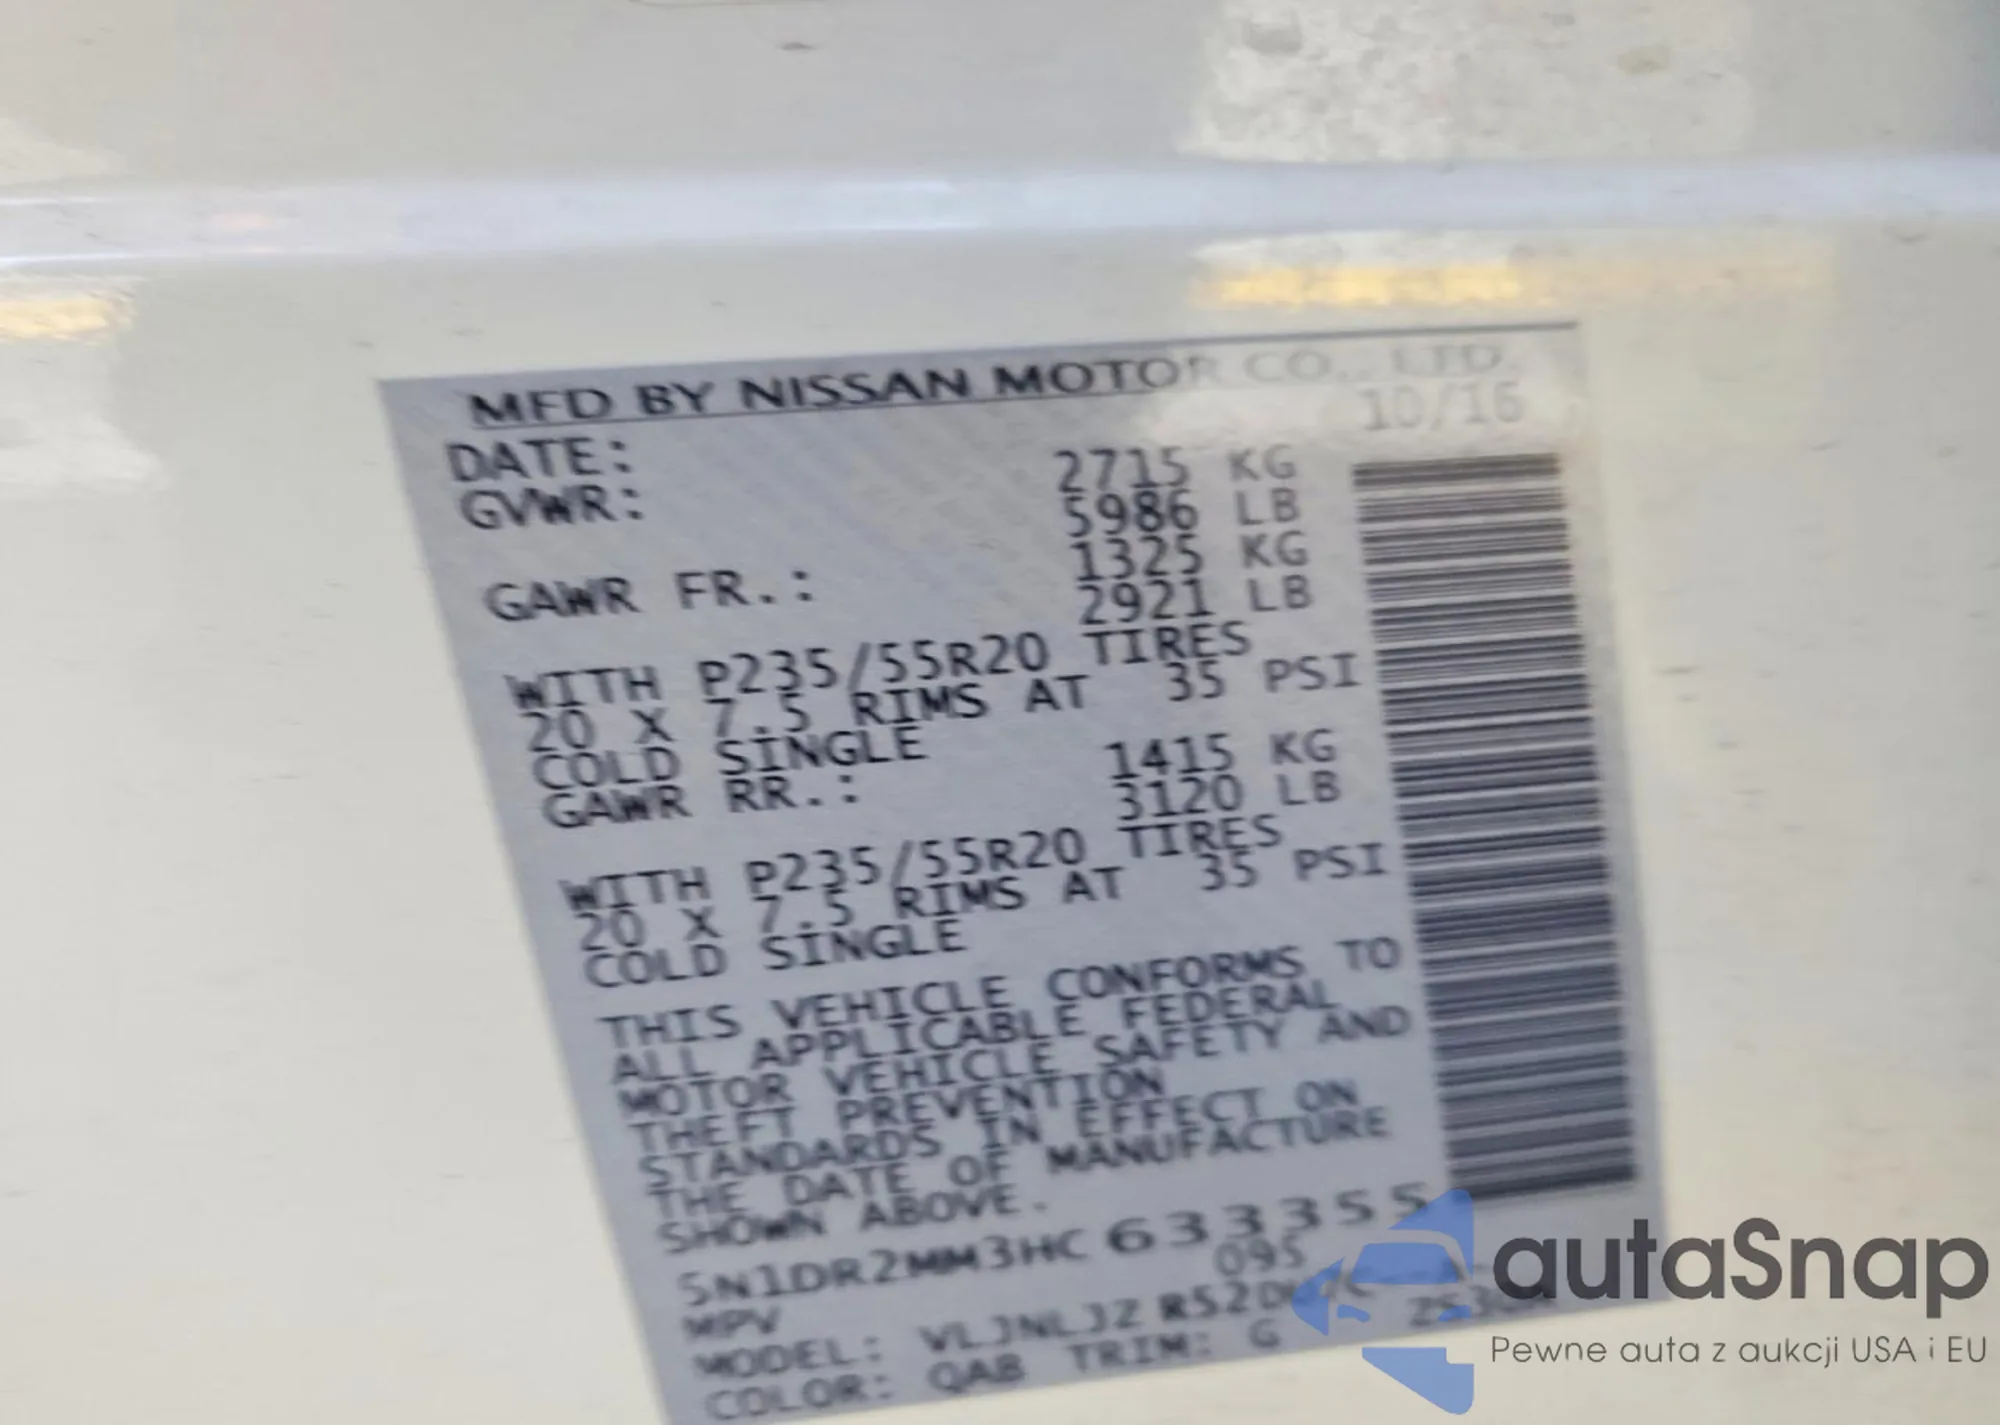 MFD BY NISSAN MOTOR CO., LTD.
DATE: 10/16
GVWR: 2715 KG
5986 LB
GAWR FR.: 1325 KG
2921 LB
WITH P235/55R20 TIRES
20 X 7.5 RIMS AT 35 PSI
COLD SINGLE
GAWR RR.: 1415 KG
3120 LB
WITH P235/55R20 TIRES
20 X 7.5 RIMS AT 35 PSI
COLD SINGLE
THIS VEHICLE CONFORMS TO
ALL APPLICABLE FEDERAL
MOTOR VEHICLE SAFETY AND
THEFT PREVENTION
STANDARDS IN EFFECT ON
THE DATE OF MANUFACTURE
SHOWN ABOVE.
5N1DR2MM3HC633355
MPV 095
MODEL: VLJNLJZ
COLOR: QAB TRIM: G
autaSnap
Pewne auta z aukcji USA i EU